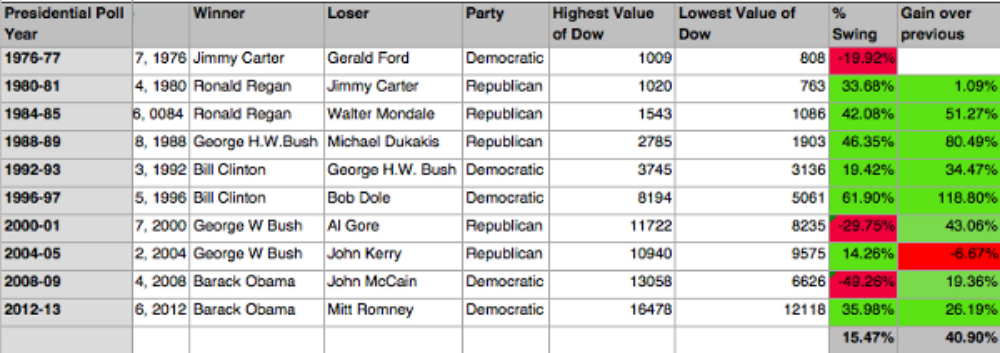 Presidential Poll Year Winner Loser Party Highest Value of Dow Lowest Value of Dow % Swing Gain over previous
1976-77 7, 1976 Jimmy Carter Gerald Ford Democratic 1009 808 -19.92%
1980-81 4, 1980 Ronald Regan Jimmy Carter Republican 1020 763 33.68% 1.09%
1984-85 6, 0084 Ronald Regan Walter Mondale Republican 1543 1086 42.08% 51.27%
1988-89 8, 1988 George H.W.Bush Michael Dukakis Republican 2785 1903 46.35% 80.49%
1992-93 3, 1992 Bill Clinton George H.W. Bush Democratic 3745 3136 19.42% 34.47%
1996-97 5, 1996 Bill Clinton Bob Dole Democratic 8194 5061 61.90% 118.80%
2000-01 7, 2000 George W Bush Al Gore Republican 11722 8235 -29.75% 43.06%
2004-05 2, 2004 George W Bush John Kerry Republican 10940 9575 14.26% -6.67%
2008-09 4, 2008 Barack Obama John McCain Democratic 13058 6626 -49.26% 19.36%
2012-13 6, 2012 Barack Obama Mitt Romney Democratic 16478 12118 35.98% 26.19%
15.47% 40.90%